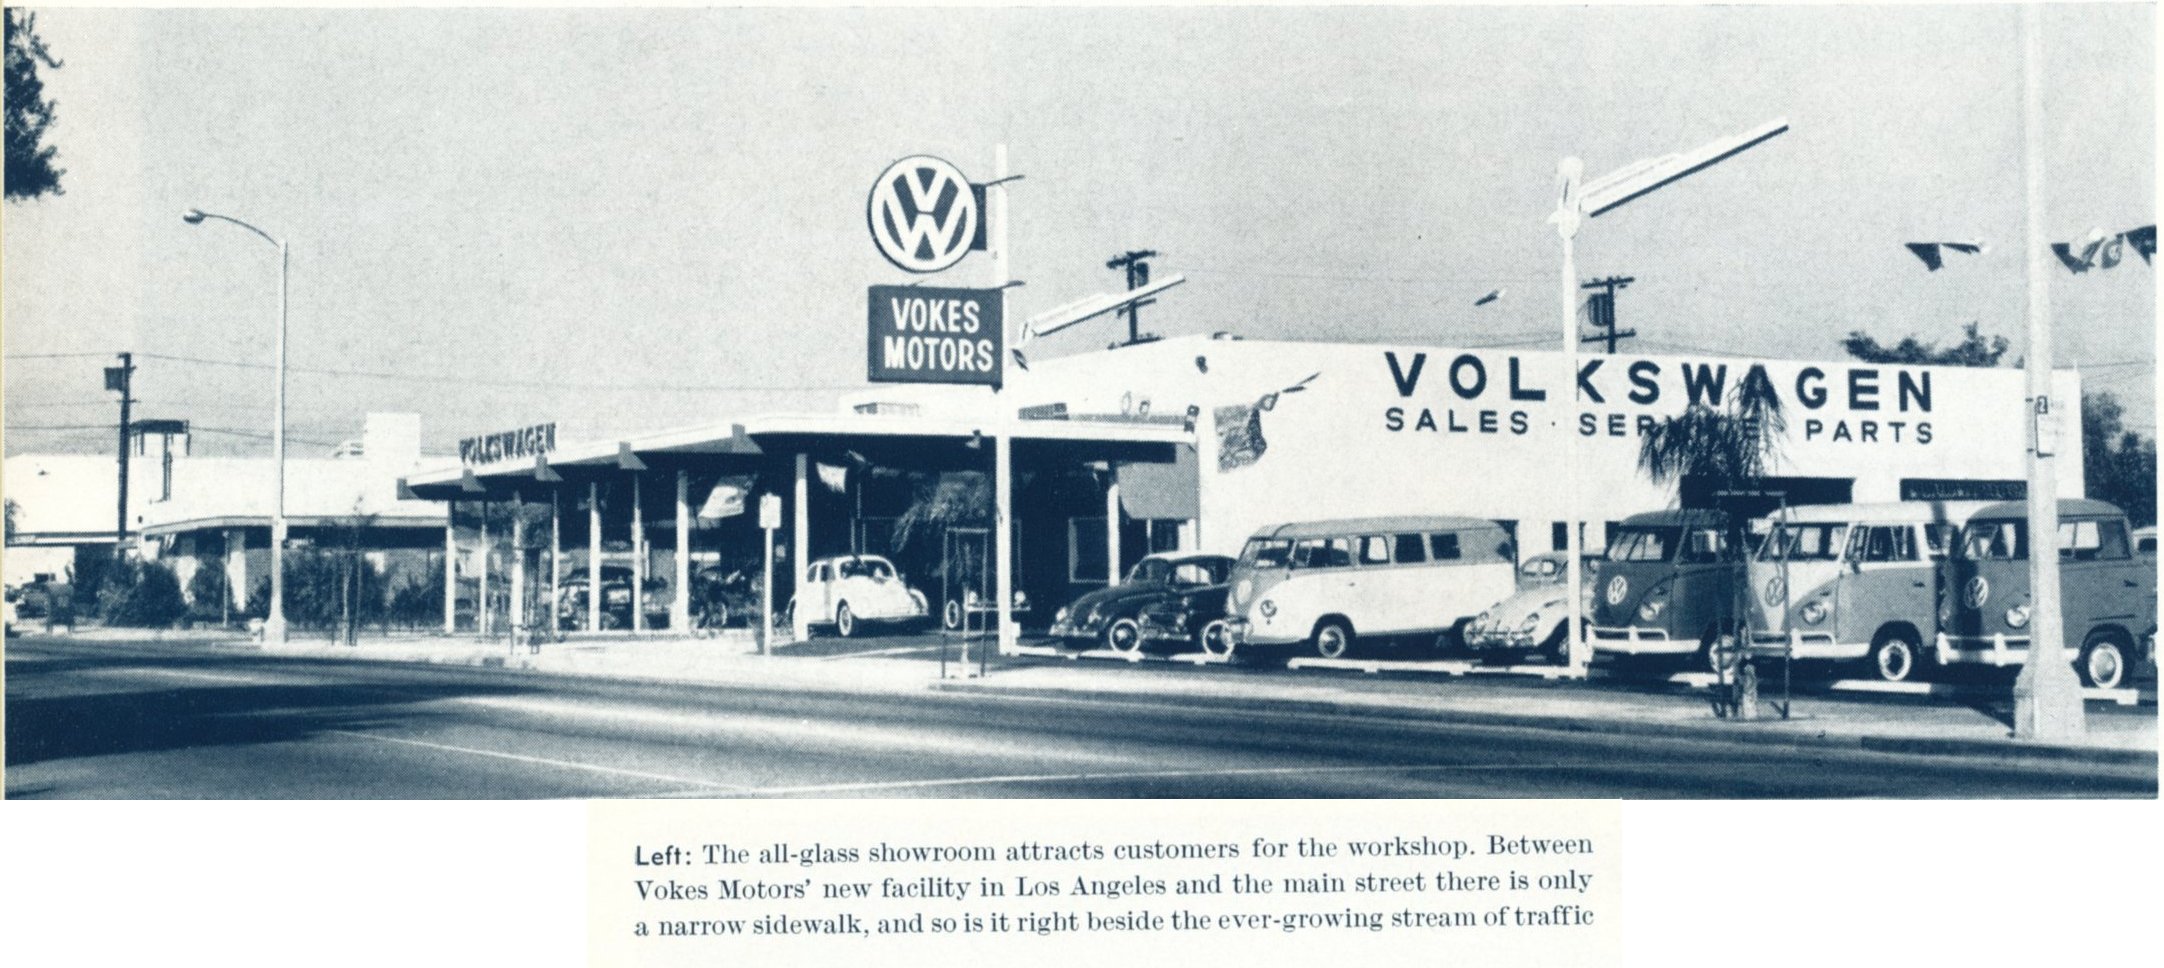 VW
VOKES
MOTORS
VOLKSWAGEN
VOLKSWAGEN
SALES · SERVICE PARTS
Left: The all-glass showroom attracts customers for the workshop. Between
Vokes Motors’ new facility in Los Angeles and the main street there is only
a narrow sidewalk, and so is it right beside the ever-growing stream of traffic